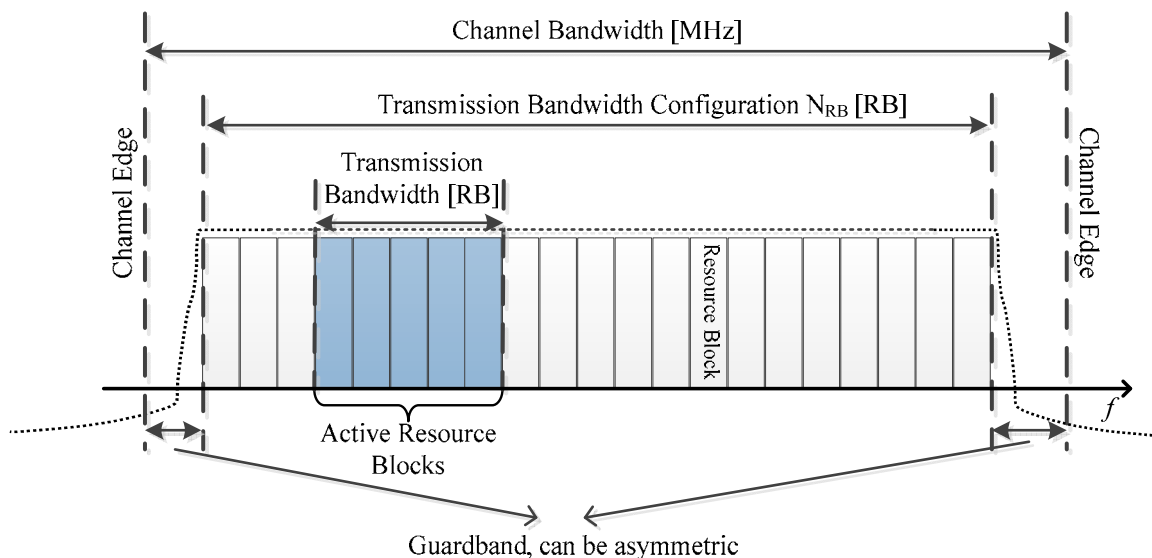 Channel Bandwidth [MHz]
Transmission Bandwidth Configuration N_RB [RB]
Channel Edge
Transmission
Bandwidth [RB]
Channel Edge
Resource Block
f
Active Resource
Blocks
Guardband, can be asymmetric